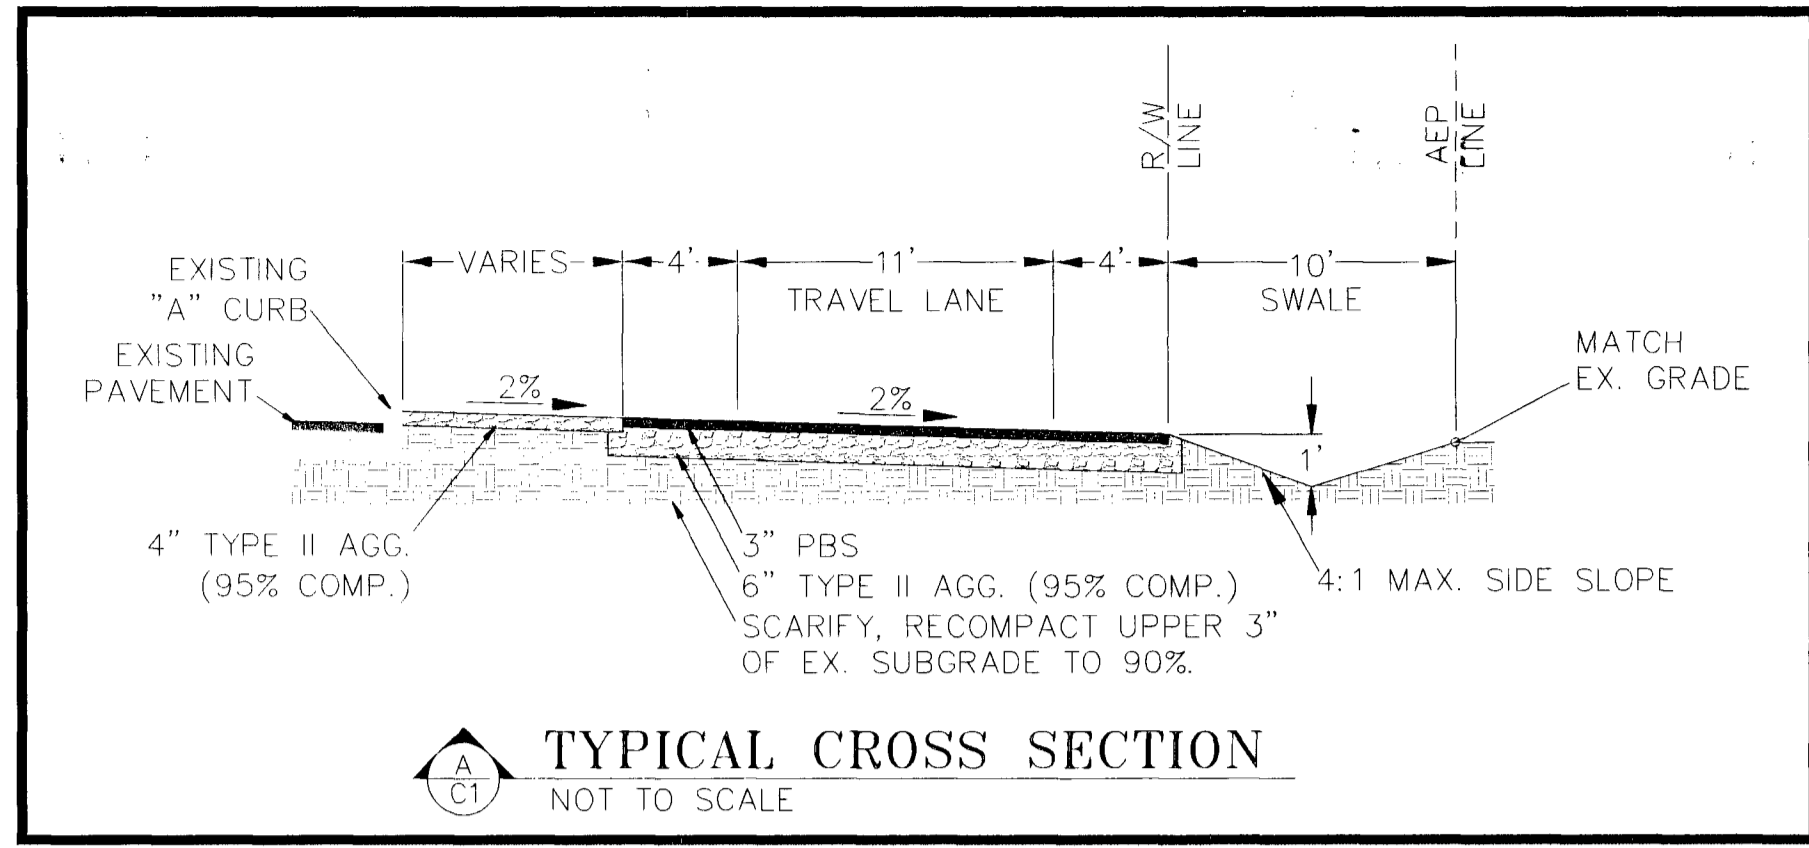 R/W
LINE
AEP
LINE
VARIES
4'
11'
4'
10'
TRAVEL LANE
SWALE
EXISTING
"A" CURB
EXISTING
PAVEMENT
MATCH
EX. GRADE
2%
2%
1'
4" TYPE II AGG.
(95% COMP.)
3" PBS
6" TYPE II AGG. (95% COMP.)
SCARIFY, RECOMPACT UPPER 3"
OF EX. SUBGRADE TO 90%.
4:1 MAX. SIDE SLOPE
A
C1
TYPICAL CROSS SECTION
NOT TO SCALE